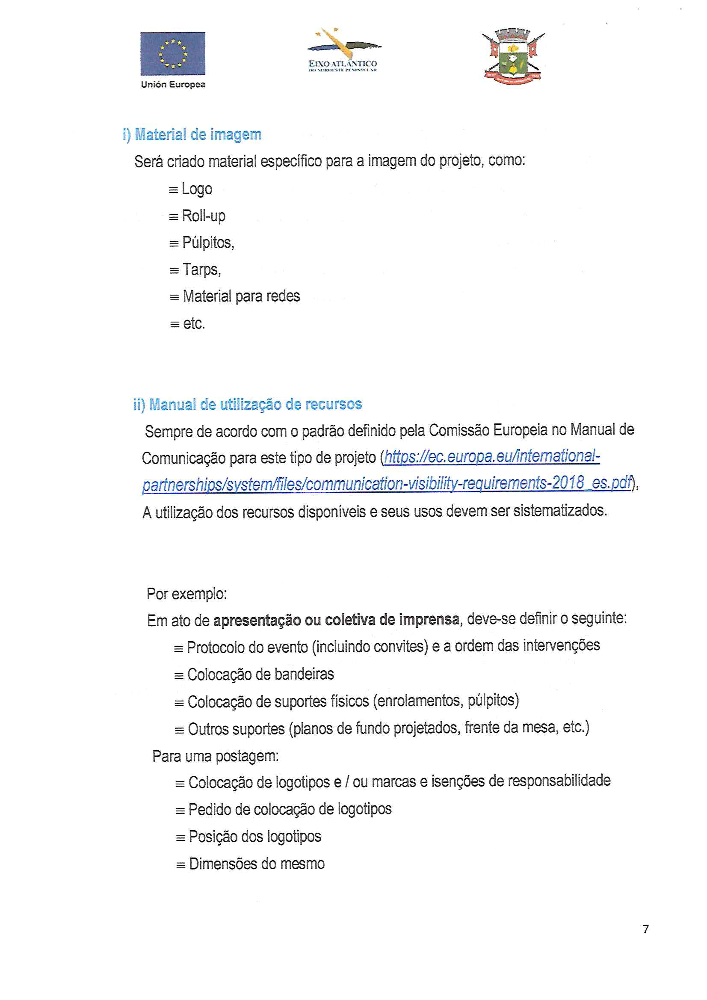 Unión Europea
EIXO ATLÁNTICO
DO NOROESTE PENINSULAR
i) Material de imagem
Será criado material específico para a imagem do projeto, como:
≡ Logo
≡ Roll-up
≡ Púlpitos,
≡ Tarps,
≡ Material para redes
≡ etc.
ii) Manual de utilização de recursos
Sempre de acordo com o padrão definido pela Comissão Europeia no Manual de
Comunicação para este tipo de projeto (https://ec.europa.eu/international-
partnerships/system/files/communication-visibility-requirements-2018_es.pdf),
A utilização dos recursos disponíveis e seus usos devem ser sistematizados.
Por exemplo:
Em ato de apresentação ou coletiva de imprensa, deve-se definir o seguinte:
≡ Protocolo do evento (incluindo convites) e a ordem das intervenções
≡ Colocação de bandeiras
≡ Colocação de suportes físicos (enrolamentos, púlpitos)
≡ Outros suportes (planos de fundo projetados, frente da mesa, etc.)
Para uma postagem:
≡ Colocação de logotipos e / ou marcas e isenções de responsabilidade
≡ Pedido de colocação de logotipos
≡ Posição dos logotipos
≡ Dimensões do mesmo
7